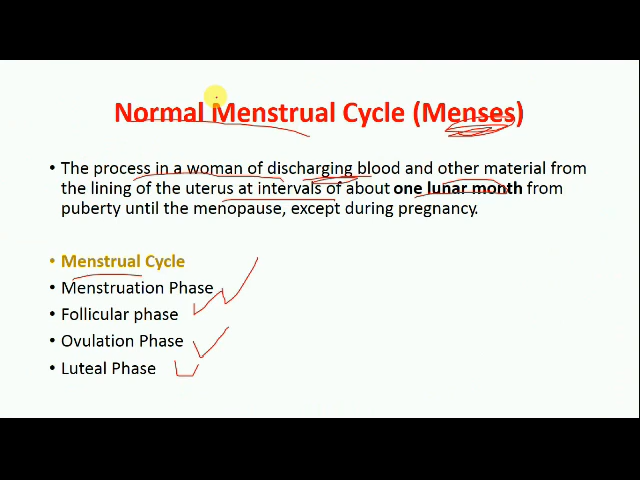 Normal Menstrual Cycle (Menses)
• The process in a woman of discharging blood and other material from
the lining of the uterus at intervals of about one lunar month from
puberty until the menopause, except during pregnancy.
• Menstrual Cycle
• Menstruation Phase
• Follicular phase
• Ovulation Phase
• Luteal Phase